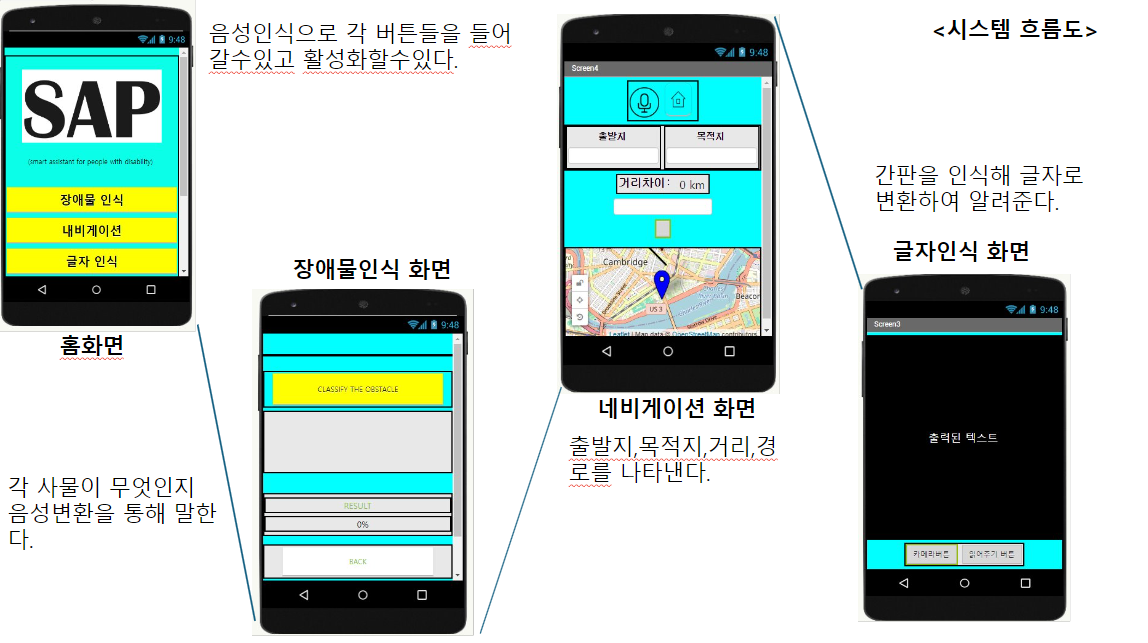 <시스템 흐름도>
9:48
SAP
(smart assistant for people with disability)
장애물 인식
내비게이션
글자 인식
홈화면
음성인식으로 각 버튼들을 들어
갈수있고 활성화할수있다.
장애물인식 화면
9:48
CLASSIFY THE OBSTACLE
RESULT
0%
BACK
각 사물이 무엇인지
음성변환을 통해 말한
다.
9:48
Screen4
출발지
목적지
거리차이: 0 km
Cambridge
US 3
Beacon
Leaflet | Map data © OpenStreetMap contributors
네비게이션 화면
출발지,목적지,거리,경
로를 나타낸다.
간판을 인식해 글자로
변환하여 알려준다.
글자인식 화면
9:48
Screen3
출력된 텍스트
카메라버튼
읽어주기 버튼